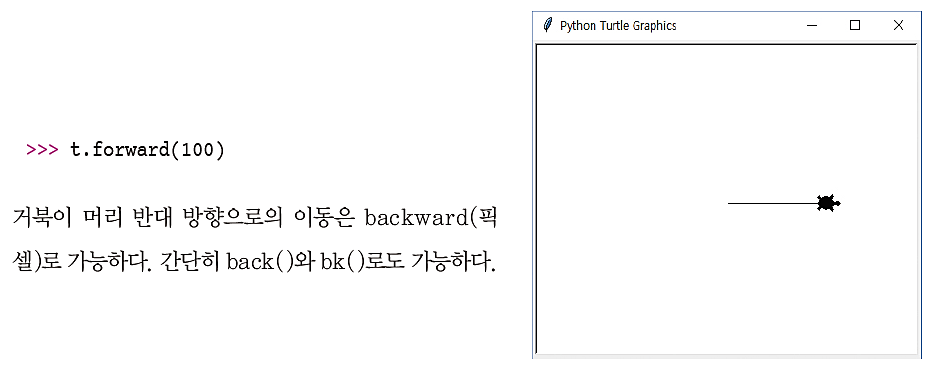 Python Turtle Graphics
>>> t.forward(100)
거북이 머리 반대 방향으로의 이동은 backward(픽
셀)로 가능하다. 간단히 back()와 bk()로도 가능하다.